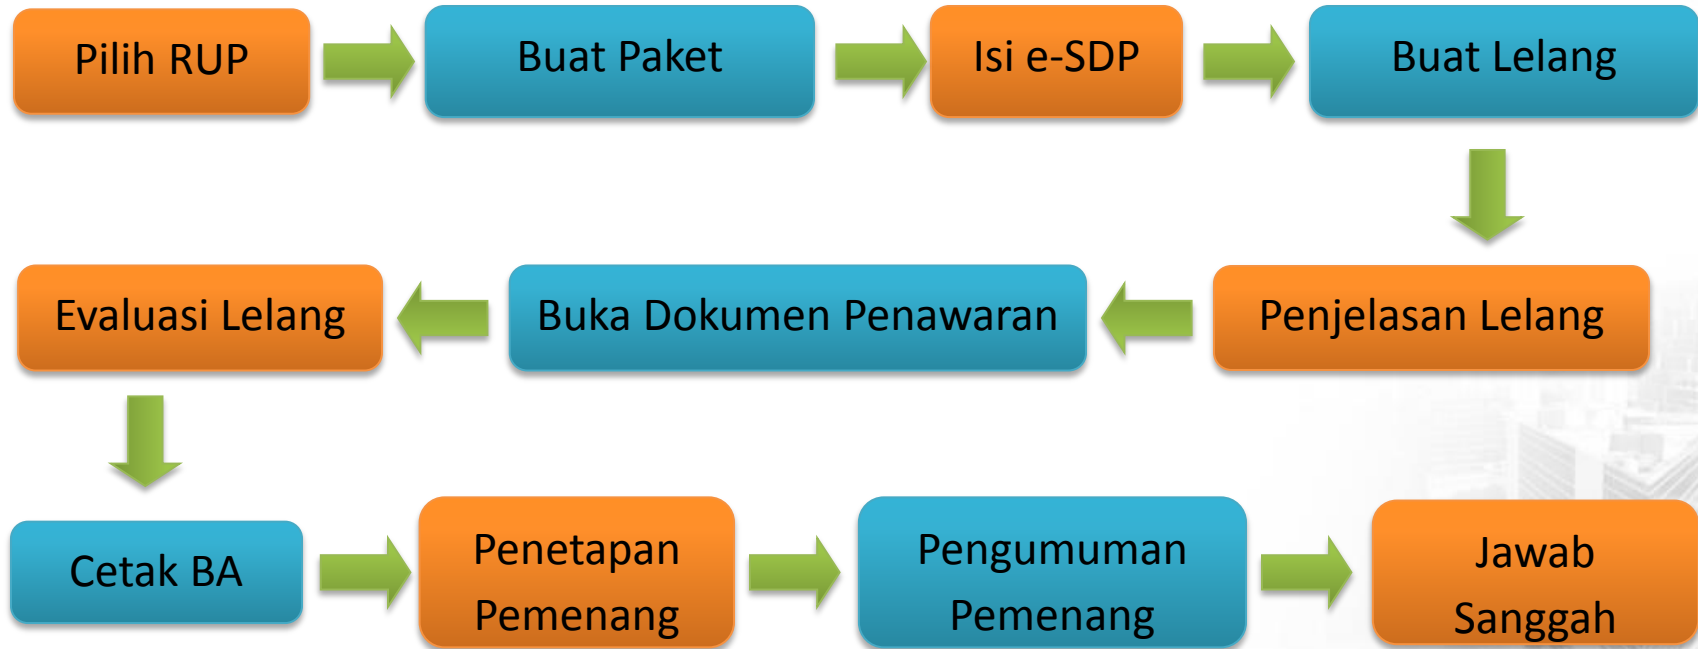 Pilih RUP
Buat Paket
Isi e-SDP
Buat Lelang
Penjelasan Lelang
Buka Dokumen Penawaran
Evaluasi Lelang
Cetak BA
Penetapan
Pemenang
Pengumuman
Pemenang
Jawab
Sanggah